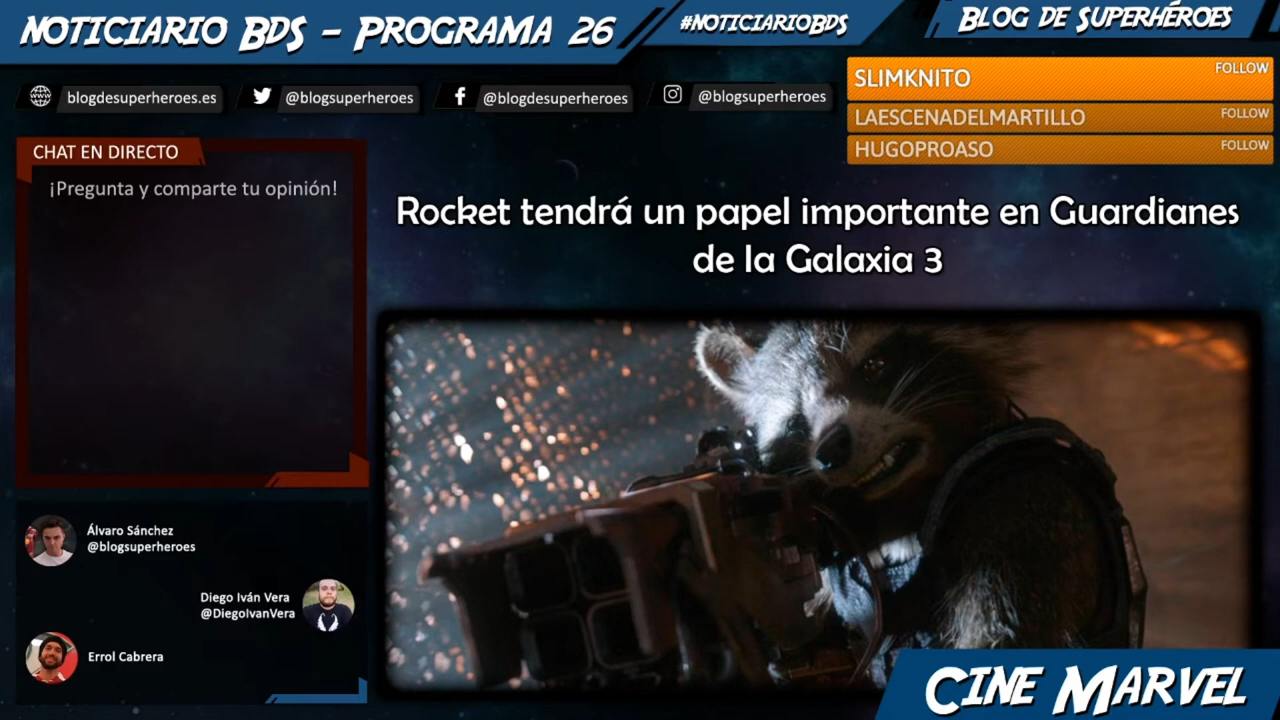 NOTICIARIO BDS - PROGRAMA 26
#NOTICIARIOBDS
BLOG DE SUPERHÉROES
www
blogdesuperheroes.es
@blogsuperheroes
@blogdesuperheroes
@blogsuperheroes
SLIMKNITO FOLLOW
LAESCENADELMARTILLO FOLLOW
HUGOPROASO FOLLOW
CHAT EN DIRECTO
¡Pregunta y comparte tu opinión!
Rocket tendrá un papel importante en Guardianes
de la Galaxia 3
Álvaro Sánchez
@blogsuperheroes
Diego Iván Vera
@DiegoIvanVera
Errol Cabrera
CINE MARVEL